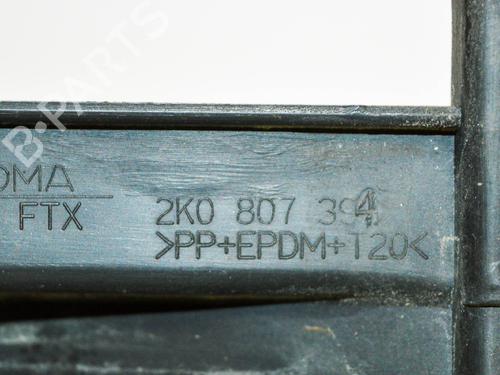 B-PARTS
OMA
FTX
2K0 807 394
>PP+EPDM+T20<